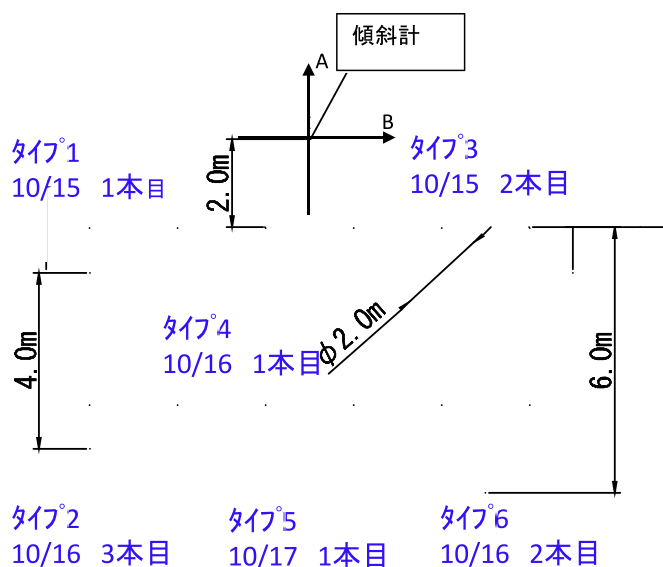 傾斜計
A
B
タイプ1
10/15 1本目
2.0m
タイプ3
10/15 2本目
タイプ4
10/16 1本目
φ2.0m
4.0m
6.0m
タイプ2
10/16 3本目
タイプ5
10/17 1本目
タイプ6
10/16 2本目